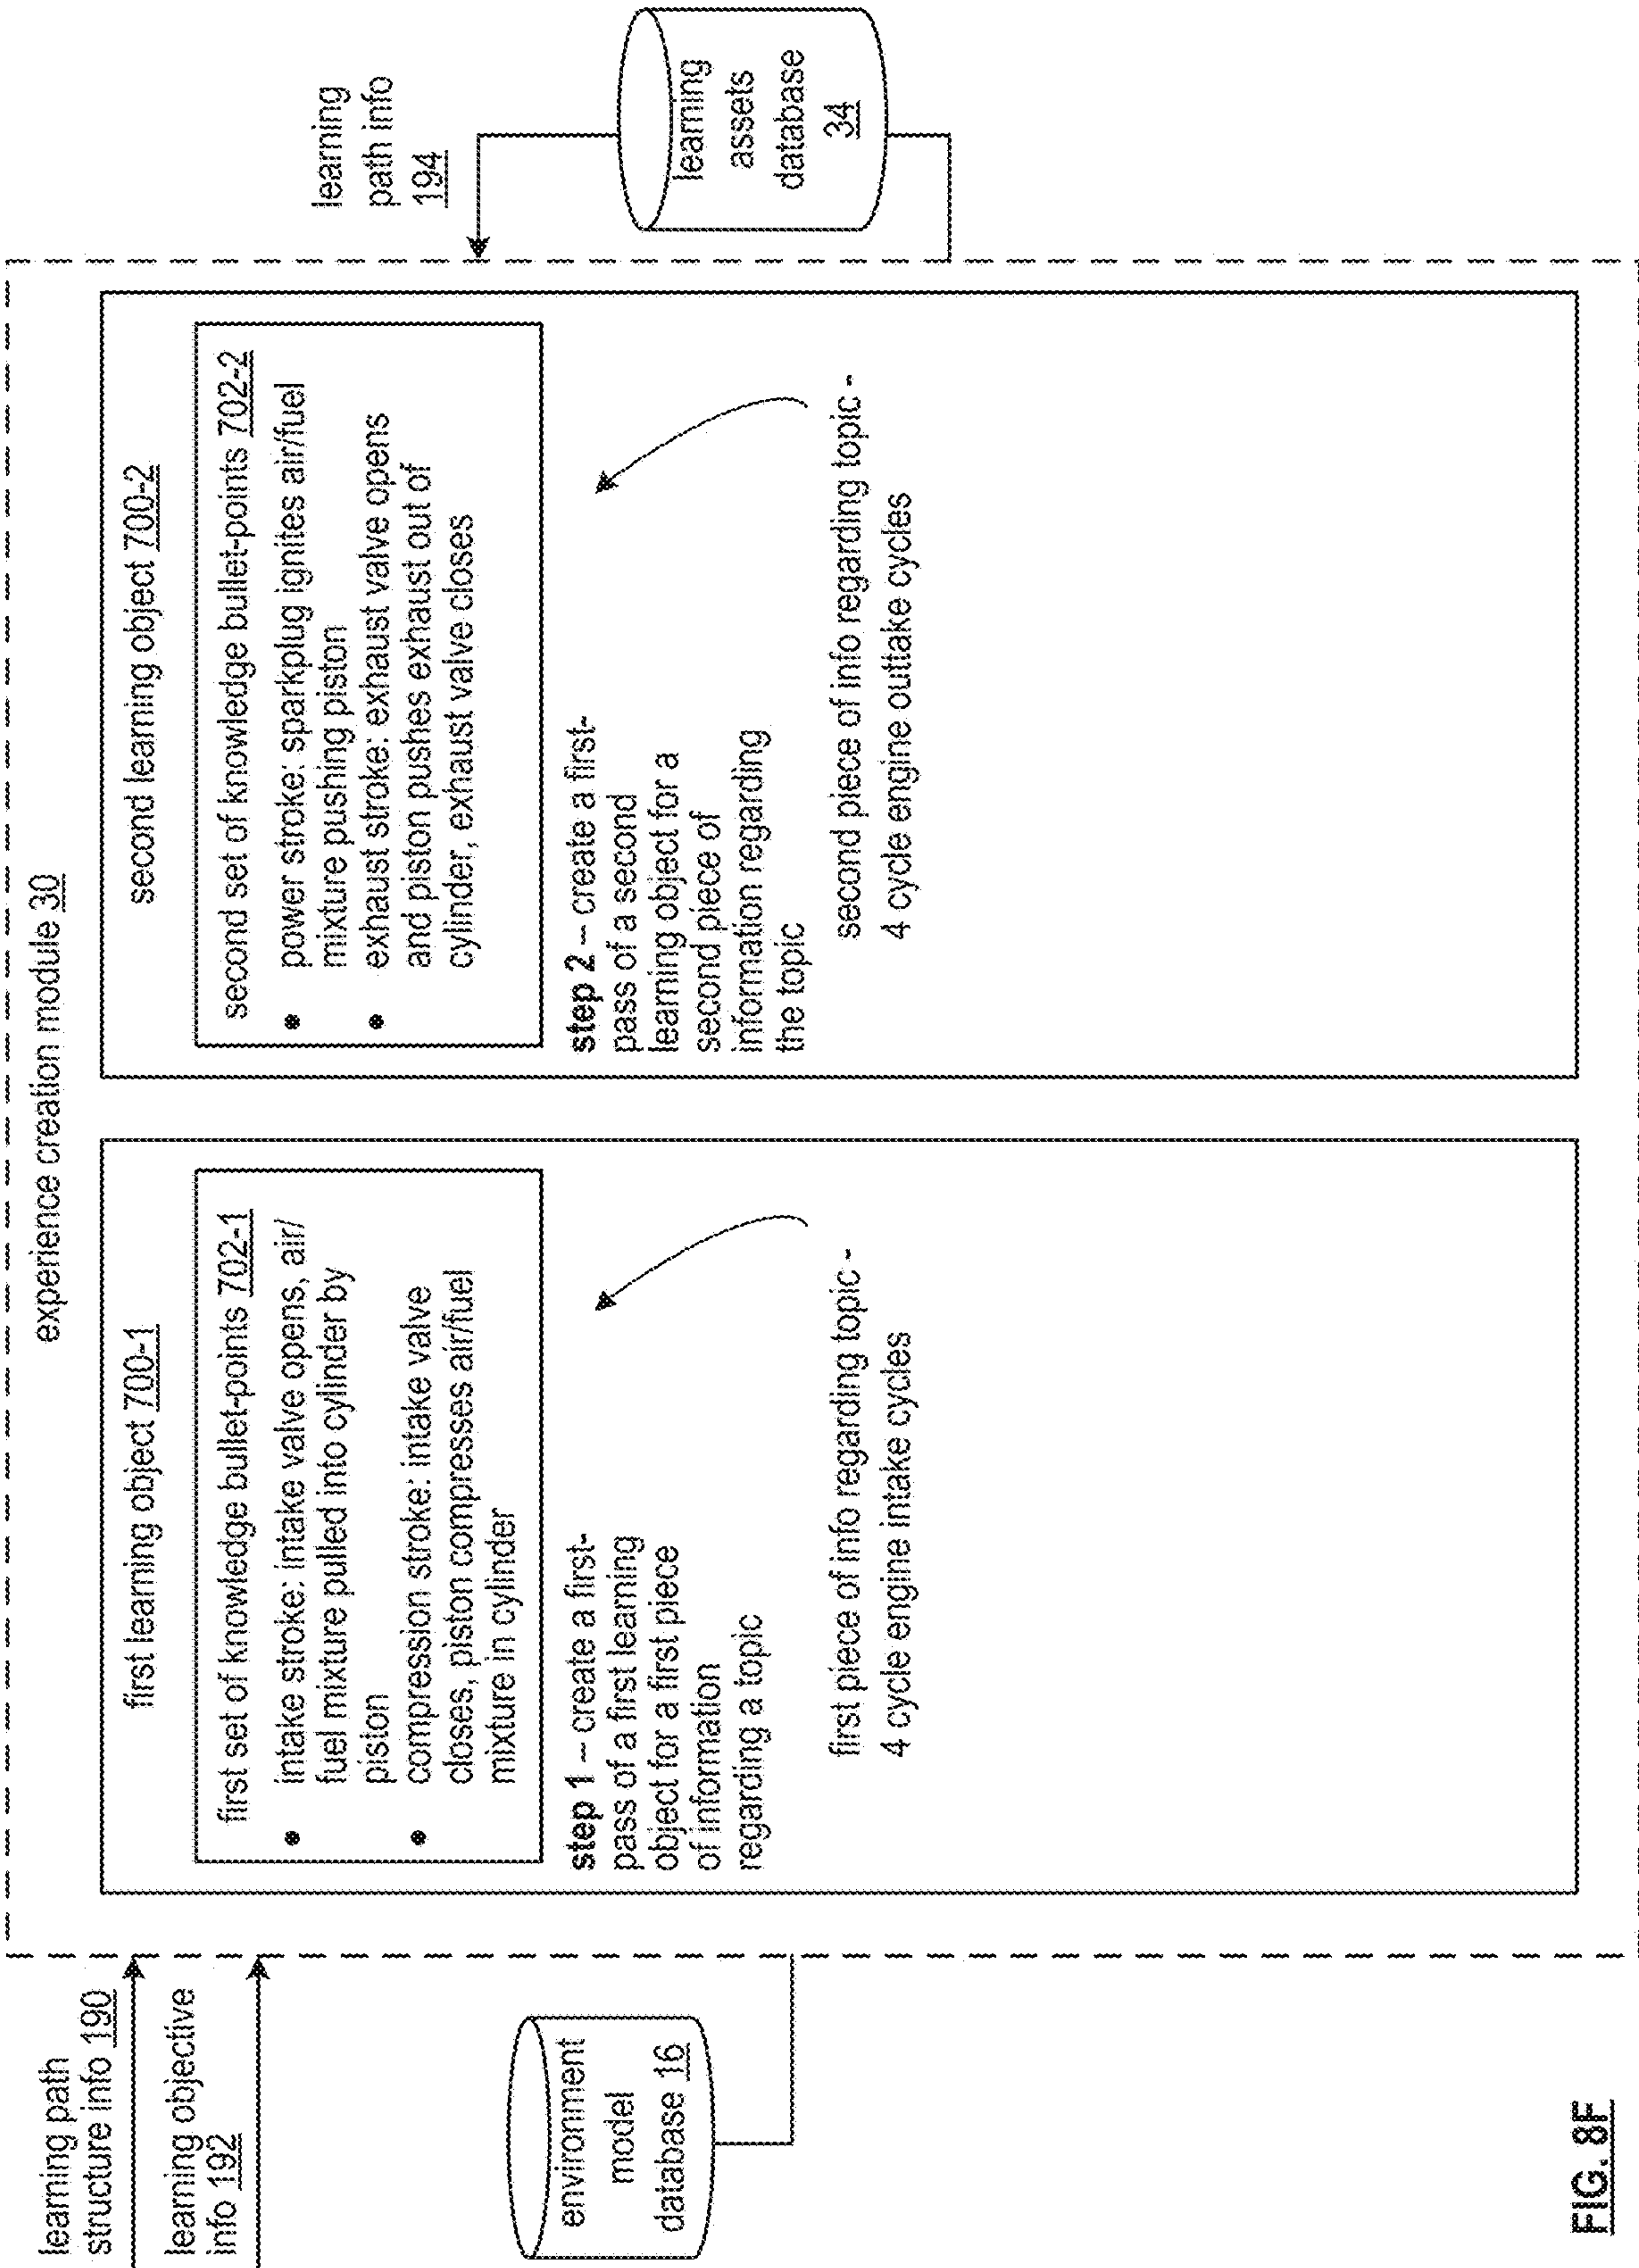 experience creation module 30
learning path
structure info 190
learning objective
info 192
environment
model
database 16
first learning object 700-1
first set of knowledge bullet-points 702-1
• intake stroke: intake valve opens, air/
fuel mixture pulled into cylinder by
piston
• compression stroke: intake valve
closes, piston compresses air/fuel
mixture in cylinder
step 1 – create a first-
pass of a first learning
object for a first piece
of information
regarding a topic
first piece of info regarding topic -
4 cycle engine intake cycles
second learning object 700-2
second set of knowledge bullet-points 702-2
• power stroke: sparkplug ignites air/fuel
mixture pushing piston
• exhaust stroke: exhaust valve opens
and piston pushes exhaust out of
cylinder, exhaust valve closes
step 2 – create a first-
pass of a second
learning object for a
second piece of
information regarding
the topic
second piece of info regarding topic -
4 cycle engine outtake cycles
learning
path info
194
learning
assets
database
34
FIG. 8F